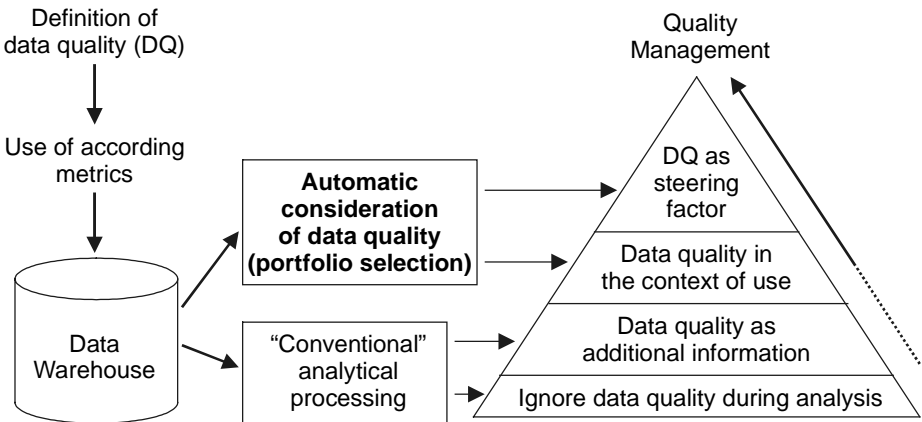 Definition of
data quality (DQ)
Use of according
metrics
Data
Warehouse
Automatic
consideration
of data quality
(portfolio selection)
“Conventional”
analytical
processing
Quality
Management
DQ as
steering
factor
Data quality in
the context of use
Data quality as
additional information
Ignore data quality during analysis